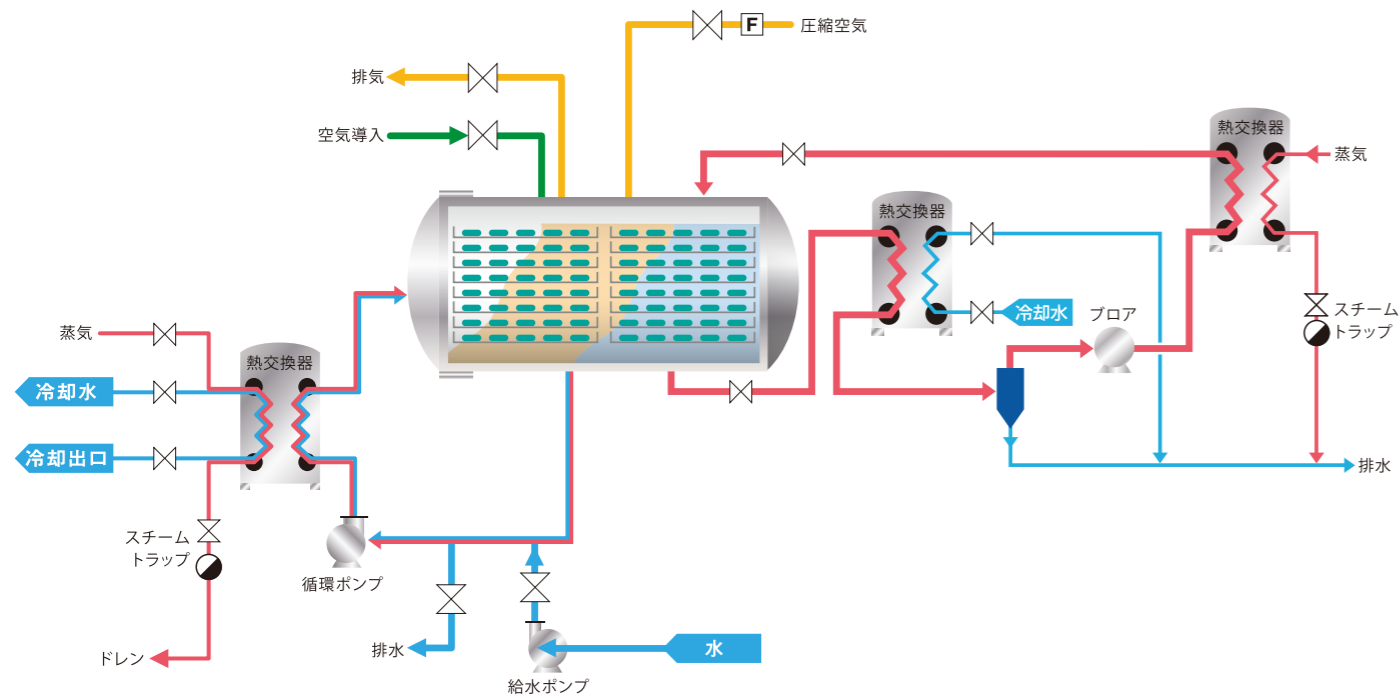 F
圧縮空気
排気
空気導入
熱交換器
蒸気
熱交換器
冷却水
ブロア
スチーム
トラップ
蒸気
熱交換器
冷却水
冷却出口
排水
スチーム
トラップ
循環ポンプ
排水
水
ドレン
給水ポンプ